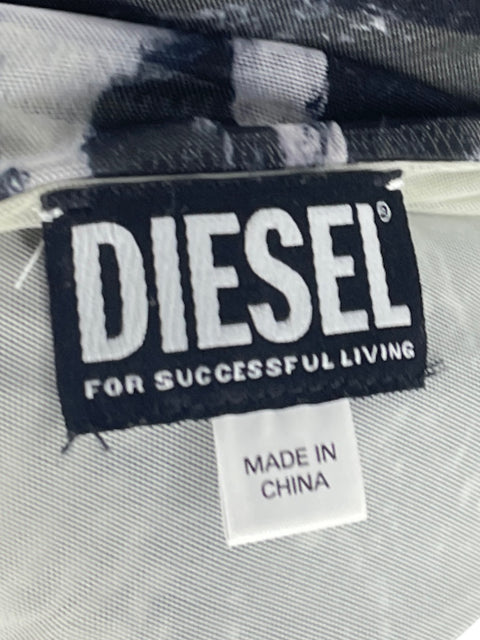 DIESEL®
FOR SUCCESSFUL LIVING
MADE IN
CHINA